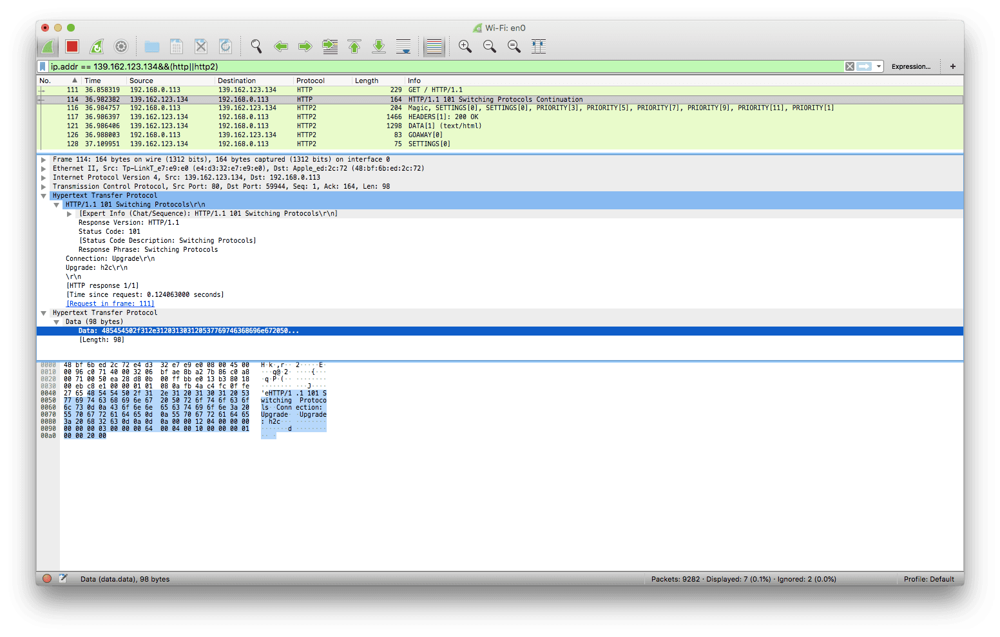 Wi-Fi: en0
ip.addr == 139.162.123.134&&(http||http2)
Expression... +
No. Time Source Destination Protocol Length Info
111 36.858319 192.168.0.113 139.162.123.134 HTTP 229 GET / HTTP/1.1
114 36.982382 139.162.123.134 192.168.0.113 HTTP 164 HTTP/1.1 101 Switching Protocols Continuation
116 36.984757 192.168.0.113 139.162.123.134 HTTP2 204 Magic, SETTINGS[0], SETTINGS[0], PRIORITY[3], PRIORITY[5], PRIORITY[7], PRIORITY[9], PRIORITY[11], PRIORITY[1]
117 36.986397 139.162.123.134 192.168.0.113 HTTP2 1466 HEADERS[1]: 200 OK
121 36.986406 139.162.123.134 192.168.0.113 HTTP2 1298 DATA[1] (text/html)
126 36.988003 192.168.0.113 139.162.123.134 HTTP2 83 GOAWAY[0]
128 37.109951 139.162.123.134 192.168.0.113 HTTP2 75 SETTINGS[0]
Frame 114: 164 bytes on wire (1312 bits), 164 bytes captured (1312 bits) on interface 0
Ethernet II, Src: Tp-LinkT_e7:e9:e0 (e4:d3:32:e7:e9:e0), Dst: Apple_ed:2c:72 (48:bf:6b:ed:2c:72)
Internet Protocol Version 4, Src: 139.162.123.134, Dst: 192.168.0.113
Transmission Control Protocol, Src Port: 80, Dst Port: 59944, Seq: 1, Ack: 164, Len: 98
Hypertext Transfer Protocol
HTTP/1.1 101 Switching Protocols\r\n
[Expert Info (Chat/Sequence): HTTP/1.1 101 Switching Protocols\r\n]
Response Version: HTTP/1.1
Status Code: 101
[Status Code Description: Switching Protocols]
Response Phrase: Switching Protocols
Connection: Upgrade\r\n
Upgrade: h2c\r\n
\r\n
[HTTP response 1/1]
[Time since request: 0.124063000 seconds]
[Request in frame: 111]
Hypertext Transfer Protocol
Data (98 bytes)
Data: 485454502f312e312031303120537769746368696e672050...
[Length: 98]
0000 48 bf 6b ed 2c 72 e4 d3 32 e7 e9 e0 08 00 45 00 H·k·,r·· 2·····E·
0010 00 96 c0 71 40 00 32 06 bf ae 8b a2 7b 86 c0 a8 ···q@·2· ····{···
0020 00 71 00 50 ea 28 d8 0b 00 ff bb e0 13 b3 80 18 ·q·P·(·· ········
0030 00 eb c8 e1 00 00 01 01 08 0a fb 4a c4 fc 0f fe ········ ···J····
0040 27 65 48 54 54 50 2f 31 2e 31 20 31 30 31 20 53 'eHTTP/1 .1 101 S
0050 77 69 74 63 68 69 6e 67 20 50 72 6f 74 6f 63 6f witching  Protoco
0060 6c 73 0d 0a 43 6f 6e 6e 65 63 74 69 6f 6e 3a 20 ls··Conn ection:
0070 55 70 67 72 61 64 65 0d 0a 55 70 67 72 61 64 65 Upgrade· ·Upgrade
0080 3a 20 68 32 63 0d 0a 0d 0a 00 00 12 04 00 00 00 : h2c··· ········
0090 00 00 00 03 00 00 00 64 00 04 00 10 00 00 00 01 ·······d ········
00a0 00 00 20 00 ·· ·
Data (data.data), 98 bytes
Packets: 9282 · Displayed: 7 (0.1%) · Ignored: 2 (0.0%)
Profile: Default